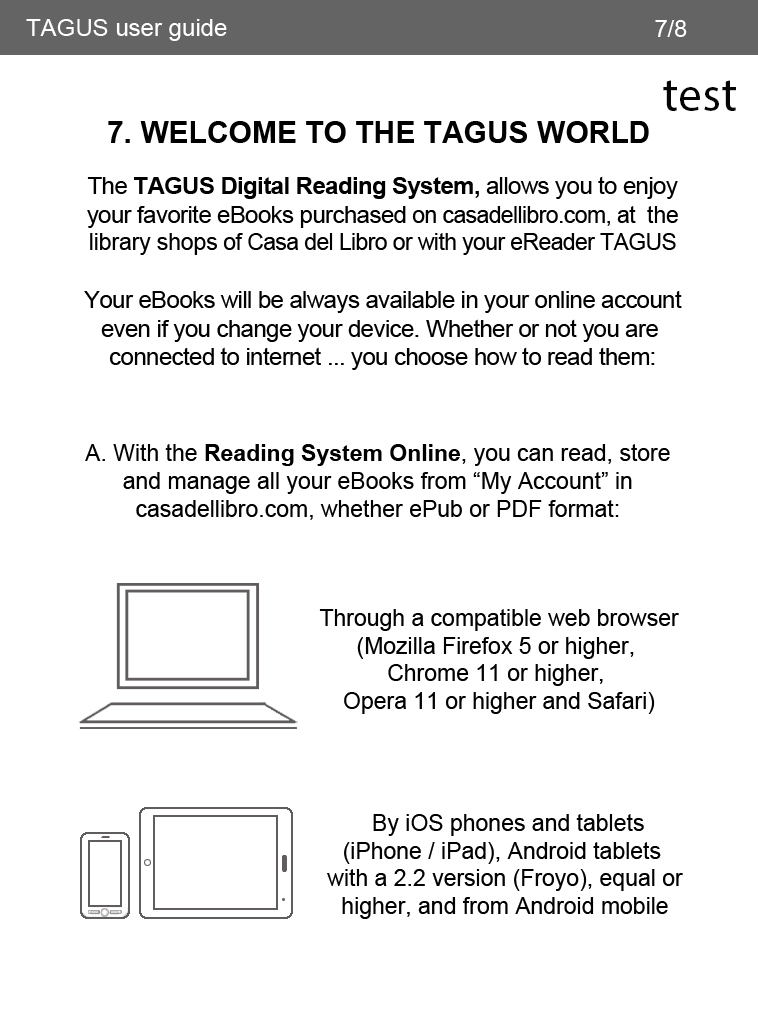 TAGUS user guide
7/8
test
7. WELCOME TO THE TAGUS WORLD
The TAGUS Digital Reading System, allows you to enjoy
your favorite eBooks purchased on casadellibro.com, at the
library shops of Casa del Libro or with your eReader TAGUS
Your eBooks will be always available in your online account
even if you change your device. Whether or not you are
connected to internet ... you choose how to read them:
A. With the Reading System Online, you can read, store
and manage all your eBooks from “My Account” in
casadellibro.com, whether ePub or PDF format:
Through a compatible web browser
(Mozilla Firefox 5 or higher,
Chrome 11 or higher,
Opera 11 or higher and Safari)
By iOS phones and tablets
(iPhone / iPad), Android tablets
with a 2.2 version (Froyo), equal or
higher, and from Android mobile